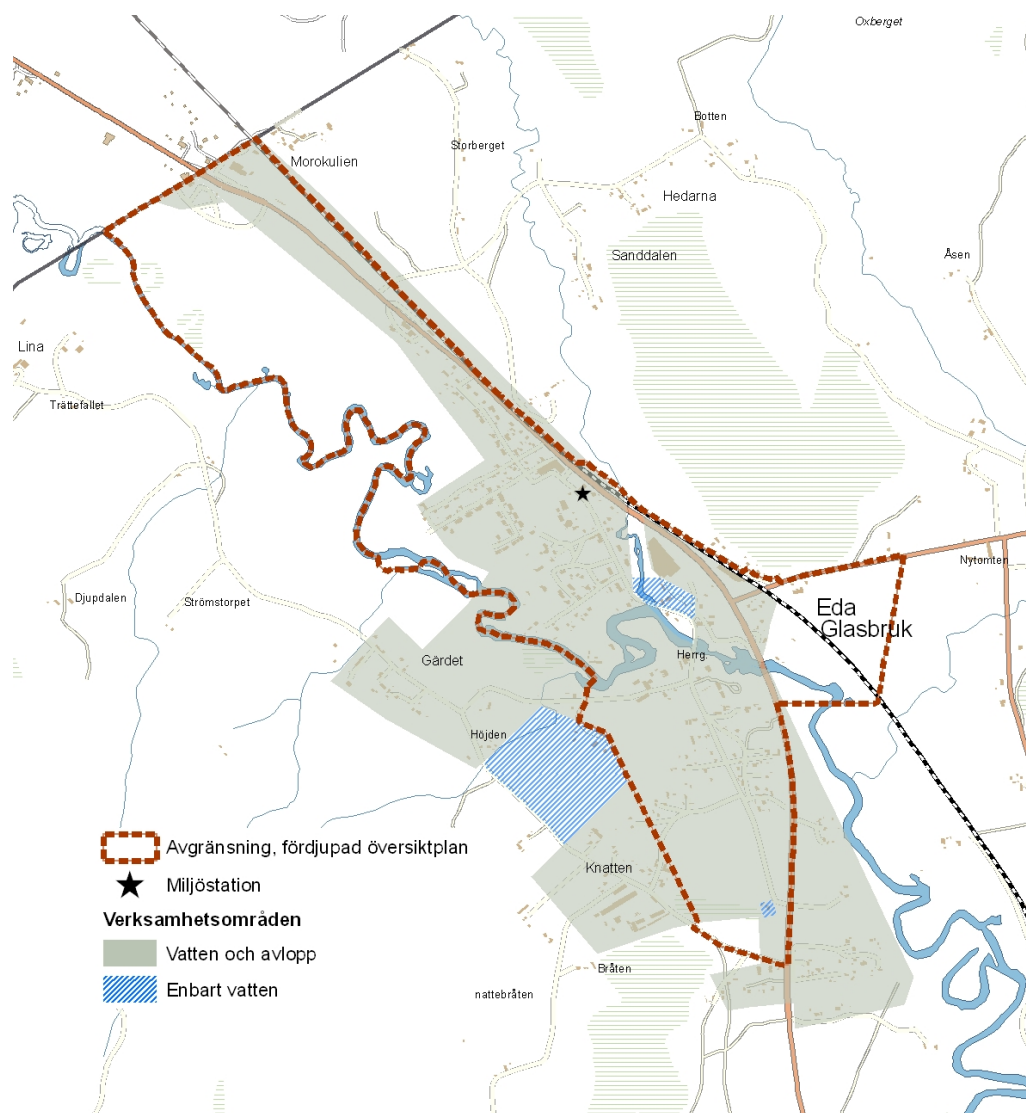 Oxberget
Botten
Storberget
Morokulien
Hedarna
Sanddalen
Åsen
Lina
Trättefallet
Nytomten
Djupdalen
Strömstorpet
Eda
Glasbruk
Gärdet
Herrg.
Höjden
Knatten
Bråten
nattebråten
Avgränsning, fördjupad översiktplan
Miljöstation
Verksamhetsområden
Vatten och avlopp
Enbart vatten